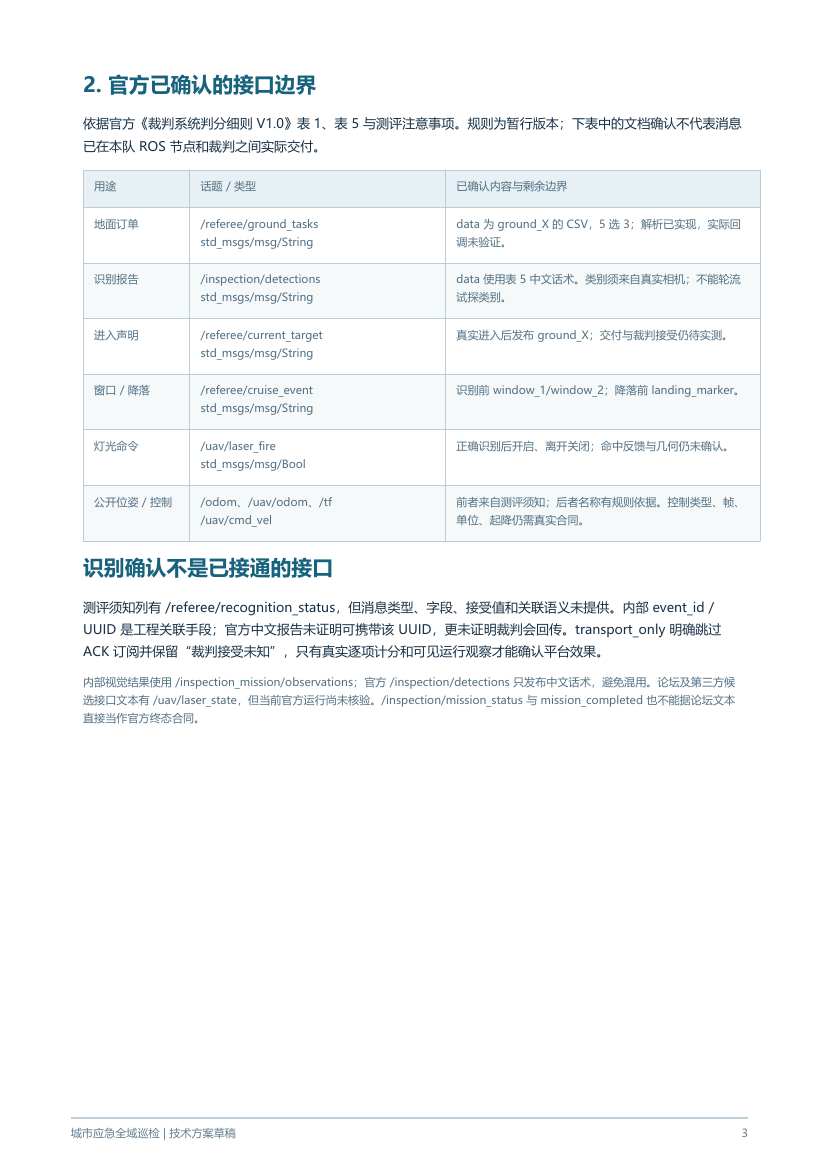 2. 官方已确认的接口边界
依据官方《裁判系统判分细则 V1.0》表 1、表 5 与测评注意事项。规则为暂行版本；下表中的文档确认不代表消息
已在本队 ROS 节点和裁判之间实际交付。
用途 话题 / 类型 已确认内容与剩余边界
地面订单 /referee/ground_tasks data 为 ground_X 的 CSV，5 选 3；解析已实现，实际回
std_msgs/msg/String 调未验证。
识别报告 /inspection/detections data 使用表 5 中文话术。类别须来自真实相机；不能轮流
std_msgs/msg/String 试探类别。
进入声明 /referee/current_target 真实进入后发布 ground_X；交付与裁判接受仍待实测。
std_msgs/msg/String
窗口 / 降落 /referee/cruise_event 识别前 window_1/window_2；降落前 landing_marker。
std_msgs/msg/String
灯光命令 /uav/laser_fire 正确识别后开启、离开关闭；命中反馈与几何仍未确认。
std_msgs/msg/Bool
公开位姿 / 控制 /odom、/uav/odom、/tf 前者来自测评须知；后者名称有规则依据。控制类型、帧、
/uav/cmd_vel 单位、起降仍需真实合同。
识别确认不是已接通的接口
测评须知列有 /referee/recognition_status，但消息类型、字段、接受值和关联语义未提供。内部 event_id /
UUID 是工程关联手段；官方中文报告未证明可携带该 UUID，更未证明裁判会回传。transport_only 明确跳过
ACK 订阅并保留“裁判接受未知”，只有真实逐项计分和可见运行观察才能确认平台效果。
内部视觉结果使用 /inspection_mission/observations；官方 /inspection/detections 只发布中文话术，避免混用。论坛及第三方候
选接口文本有 /uav/laser_state，但当前官方运行尚未核验。/inspection/mission_status 与 mission_completed 也不能据论坛文本
直接当作官方终态合同。
城市应急全域巡检 | 技术方案草稿 3